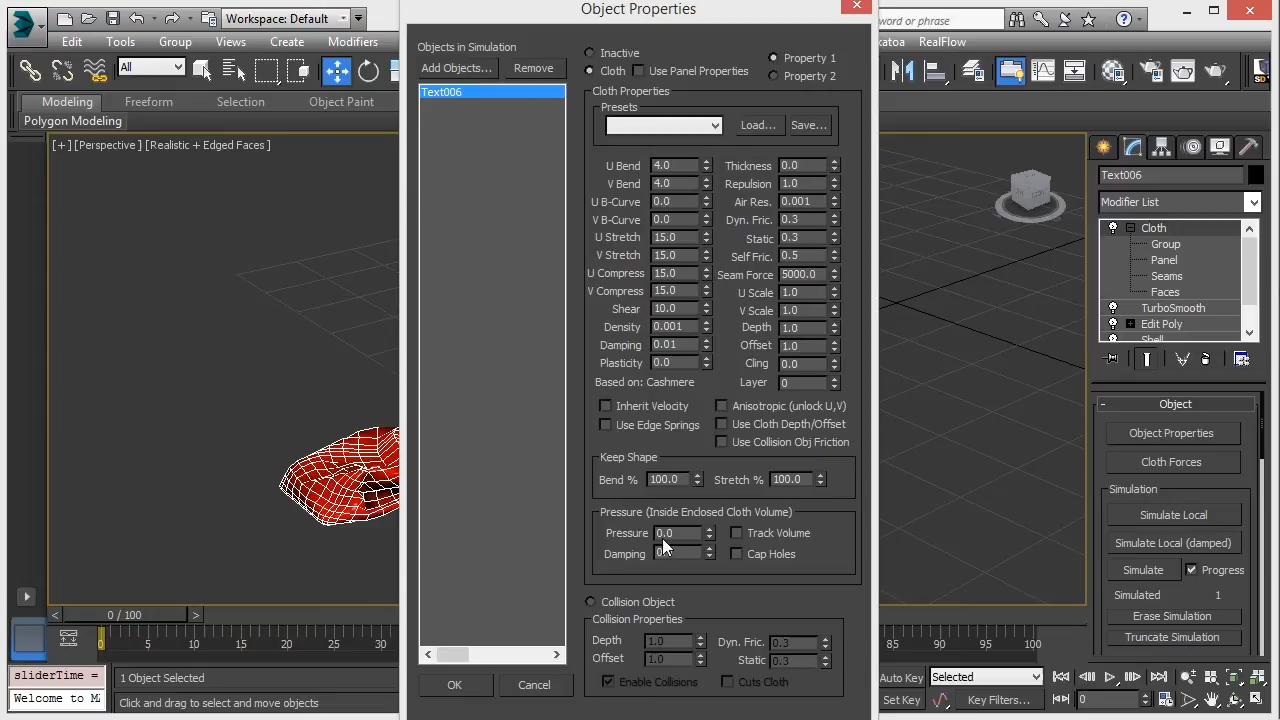 Workspace: Default
Object Properties
word or phrase
Edit Tools Group Views Create Modifiers
akatoa RealFlow
All
Modeling Freeform Selection Object Paint
Polygon Modeling
[+] [Perspective] [Realistic + Edged Faces]
Objects in Simulation
Add Objects... Remove
Text006
Inactive
Cloth Use Panel Properties
Property 1
Property 2
Cloth Properties
Presets
Load... Save...
U Bend 4.0 Thickness 0.0
V Bend 4.0 Repulsion 1.0
U B-Curve 0.0 Air Res. 0.001
V B-Curve 0.0 Dyn. Fric. 0.3
U Stretch 15.0 Static 0.3
V Stretch 15.0 Self Fric. 0.5
U Compress 15.0 Seam Force 5000.0
V Compress 15.0 U Scale 1.0
Shear 10.0 V Scale 1.0
Density 0.001 Depth 1.0
Damping 0.01 Offset 1.0
Plasticity 0.0 Cling 0.0
Based on: Cashmere Layer 0
Inherit Velocity Anisotropic (unlock U,V)
Use Edge Springs Use Cloth Depth/Offset
Use Collision Obj Friction
Keep Shape
Bend % 100.0 Stretch % 100.0
Pressure (Inside Enclosed Cloth Volume)
Pressure 0.0 Track Volume
Damping Cap Holes
Collision Object
Collision Properties
Depth 1.0 Dyn. Fric. 0.3
Offset 1.0 Static 0.3
Enable Collisions Cuts Cloth
OK Cancel
Text006
Modifier List
Cloth
Group
Panel
Seams
Faces
TurboSmooth
Edit Poly
Shell
- Object
Object Properties
Cloth Forces
Simulation
Simulate Local
Simulate Local (damped)
Simulate Progress
Simulated 1
Erase Simulation
Truncate Simulation
< 0 / 100 >
0 5 10 15 20 25 30
90 95 100
sliderTime =
Welcome to M
1 Object Selected
Click and drag to select and move objects
Auto Key Selected
Set Key Key Filters... 0